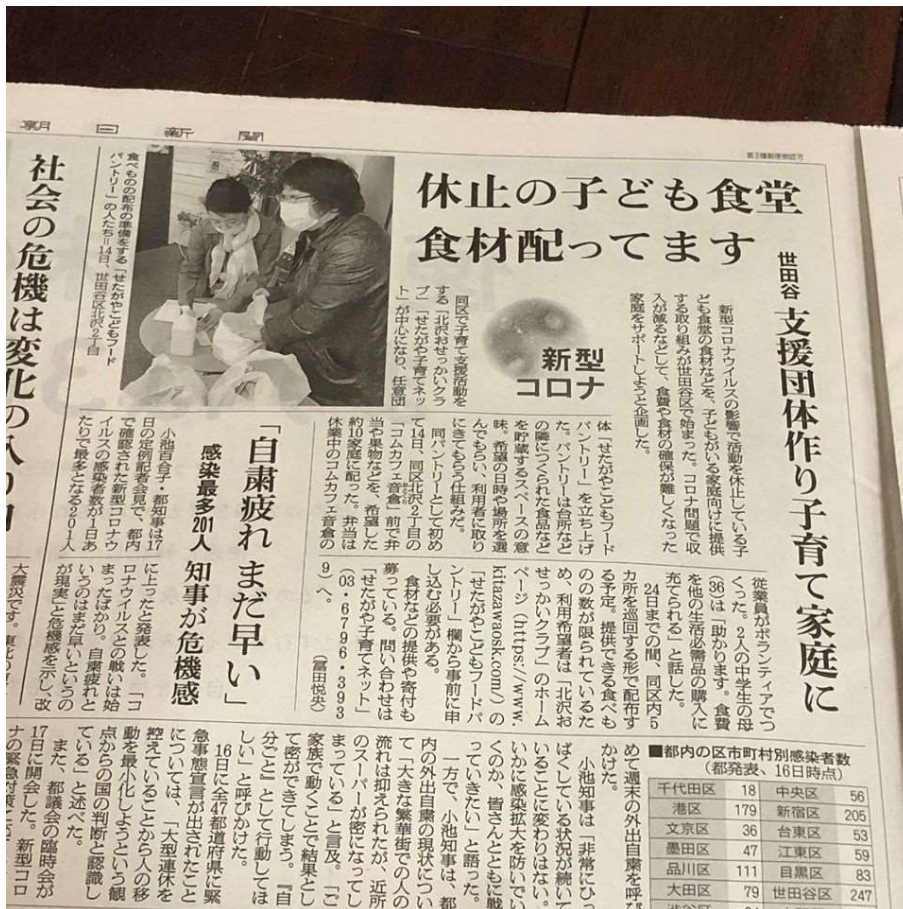 朝日新聞
第3種郵便物認可
休止の子ども食堂
食材配ってます
世田谷 支援団体作り子育て家庭に
新型コロナウイルスの影響で活動を休止している子
ども食堂の食材などを、子どもがいる家庭向けに提供
する取り組みが世田谷区で始まった。コロナ問題で収
入が減るなどして、食費や食材の確保が難しくなった
家庭をサポートしようと企画した。
新型
コロナ
同区で子育て支援活動を
する「北沢おせっかいクラ
ブ」「せたがや子育てネッ
ト」が中心になり、任意団
体「せたがやこどもフード
パントリー」を立ち上げ
た。パントリーは台所など
の隣につくられた食品など
を貯蔵するスペースの意
味。希望の日時や場所を選
んでもらい、利用者に取り
にきてもらう仕組みだ。
同パントリーとして初め
て14日、同区北沢2丁目の
「コムカフェ音倉」前で弁
当や果物などを、希望した
約10家庭に配った。弁当は
休業中のコムカフェ音倉の
従業員がボランティアでつ
くった。2人の中学生の母
(36)は「助かります。食費
を他の生活必需品の購入に
充てられる」と話した。
24日までの間、同区内5
カ所を巡回する形で配布す
る予定。提供できる食べも
のの数が限られているた
め、利用希望者は「北沢お
せっかいクラブ」のホーム
ページ(https://www.
kitazawaosk.com/)の
「せたがやこどもフードパ
ントリー」欄から事前に申
し込む必要がある。
食材などの提供や寄付も
募っている。問い合わせは
「せたがや子育てネット」
(03・6796・393
9)へ。
(冨田悦央)
食べものの配布の準備をする「せたがやこどもフード
パントリー」の人たち=14日、世田谷区北沢2丁目
「自粛疲れ まだ早い」
感染最多201人 知事が危機感
小池百合子・都知事は17
日の定例記者会見で、都内
で確認された新型コロナウ
イルスの感染者数が1日あ
たりで最多となる201人
に上ったと発表した。「コ
ロナウイルスとの戦いは始
まったばかり。自粛疲れと
いうのはまだ早いというの
が現実」と危機感を示し、改
めて週末の外出自粛を呼び
かけた。
小池知事は「非常にひっ
ぱくしている状況が続いて
いることに変わりはない。
いかに感染拡大を防いでい
くのか、皆さんとともに戦
っていきたい」と語った。
一方で、小池知事は、都
内の外出自粛の現状につい
て「大きな繁華街での人の
流れは抑えられたが、近所
のスーパーが密になってし
まっている」と言及。「ご
家族で動くことで結果とし
て密ができてしまう。『自
分ごと』として行動してほ
しい」と呼びかけた。
16日に全47都道府県に緊
急事態宣言が出されたこと
については、「大型連休を
控えていることから人の移
動を最小化しようという観
点からの国の判断と認識し
ている」と述べた。
また、都議会の臨時会が
17日に開会した。新型コロ
社会の危機は変化の入り口
大震災です。
■都内の区市町村別感染者数
(都発表、16日時点)
千代田区 18 中央区 56
港区 179 新宿区 205
文京区 36 台東区 53
墨田区 47 江東区 59
品川区 111 目黒区 83
大田区 79 世田谷区 247